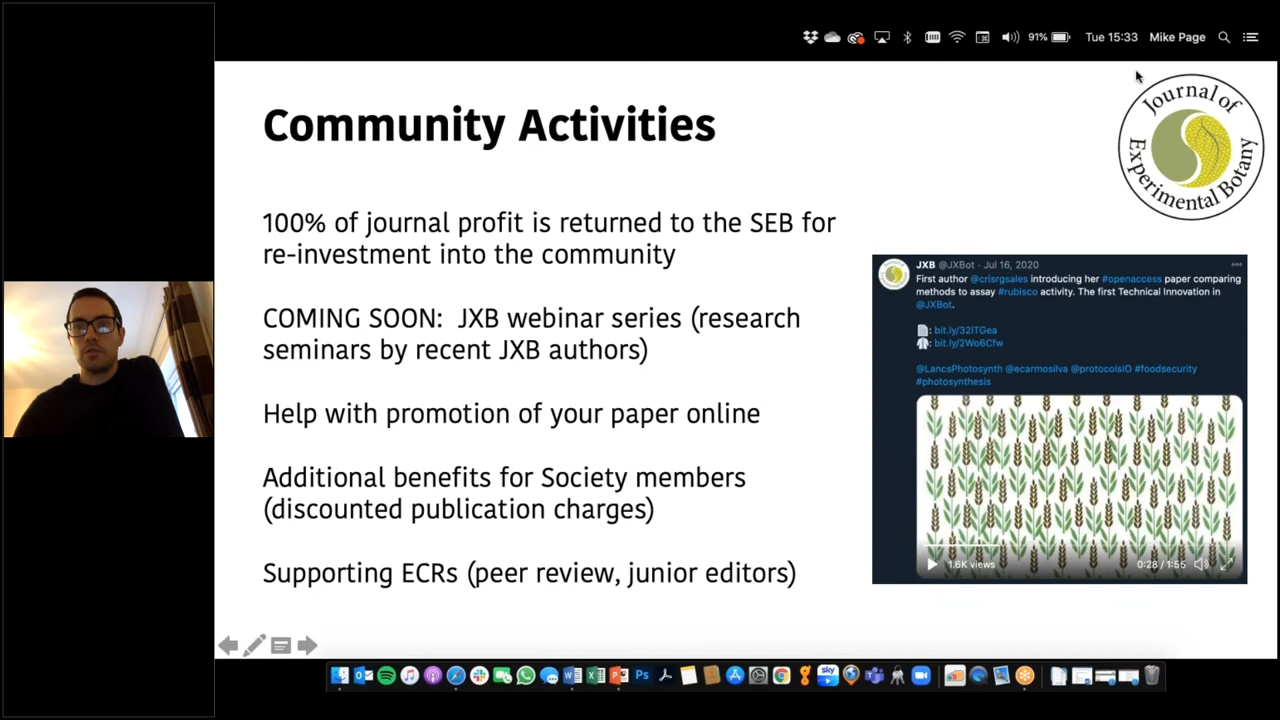 91% Tue 15:33 Mike Page
Community Activities
Journal of
Experimental Botany
100% of journal profit is returned to the SEB for
re-investment into the community
COMING SOON:  JXB webinar series (research
seminars by recent JXB authors)
Help with promotion of your paper online
Additional benefits for Society members
(discounted publication charges)
Supporting ECRs (peer review, junior editors)
JXB @JXBot · Jul 16, 2020
First author @crisrgsales introducing her #openaccess paper comparing
methods to assay #rubisco activity. The first Technical Innovation in
@JXBot.
: bit.ly/32lTGea
: bit.ly/2Wo6Cfw
@LancsPhotosynth @ecarmosilva @protocolsIO #foodsecurity
#photosynthesis
1.6K views
0:28 / 1:55
sky
Ps